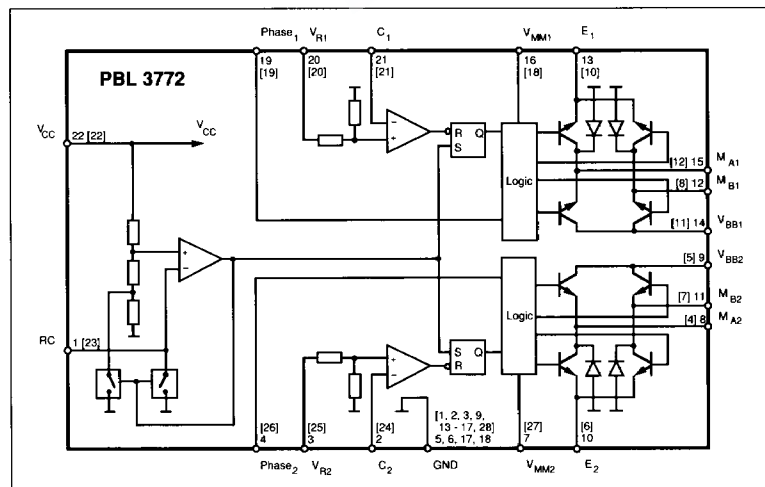 Phase1 VR1 C1 VMM1 E1
19 20 21 16 13
[19] [20] [21] [18] [10]
PBL 3772
VCC 22 [22] VCC
+ –
R Q
S
Logic
[12] 15 MA1
[8] 12 MB1
[11] 14 VBB1
[5] 9 VBB2
[7] 11 MB2
[4] 8 MA2
+ –
RC 1 [23]
Logic
S Q
R
+ –
[26] [25] [24] [1, 2, 3, 9, [27] [6]
13 - 17, 28]
4 3 2 5, 6, 17, 18 7 10
Phase2 VR2 C2 GND VMM2 E2